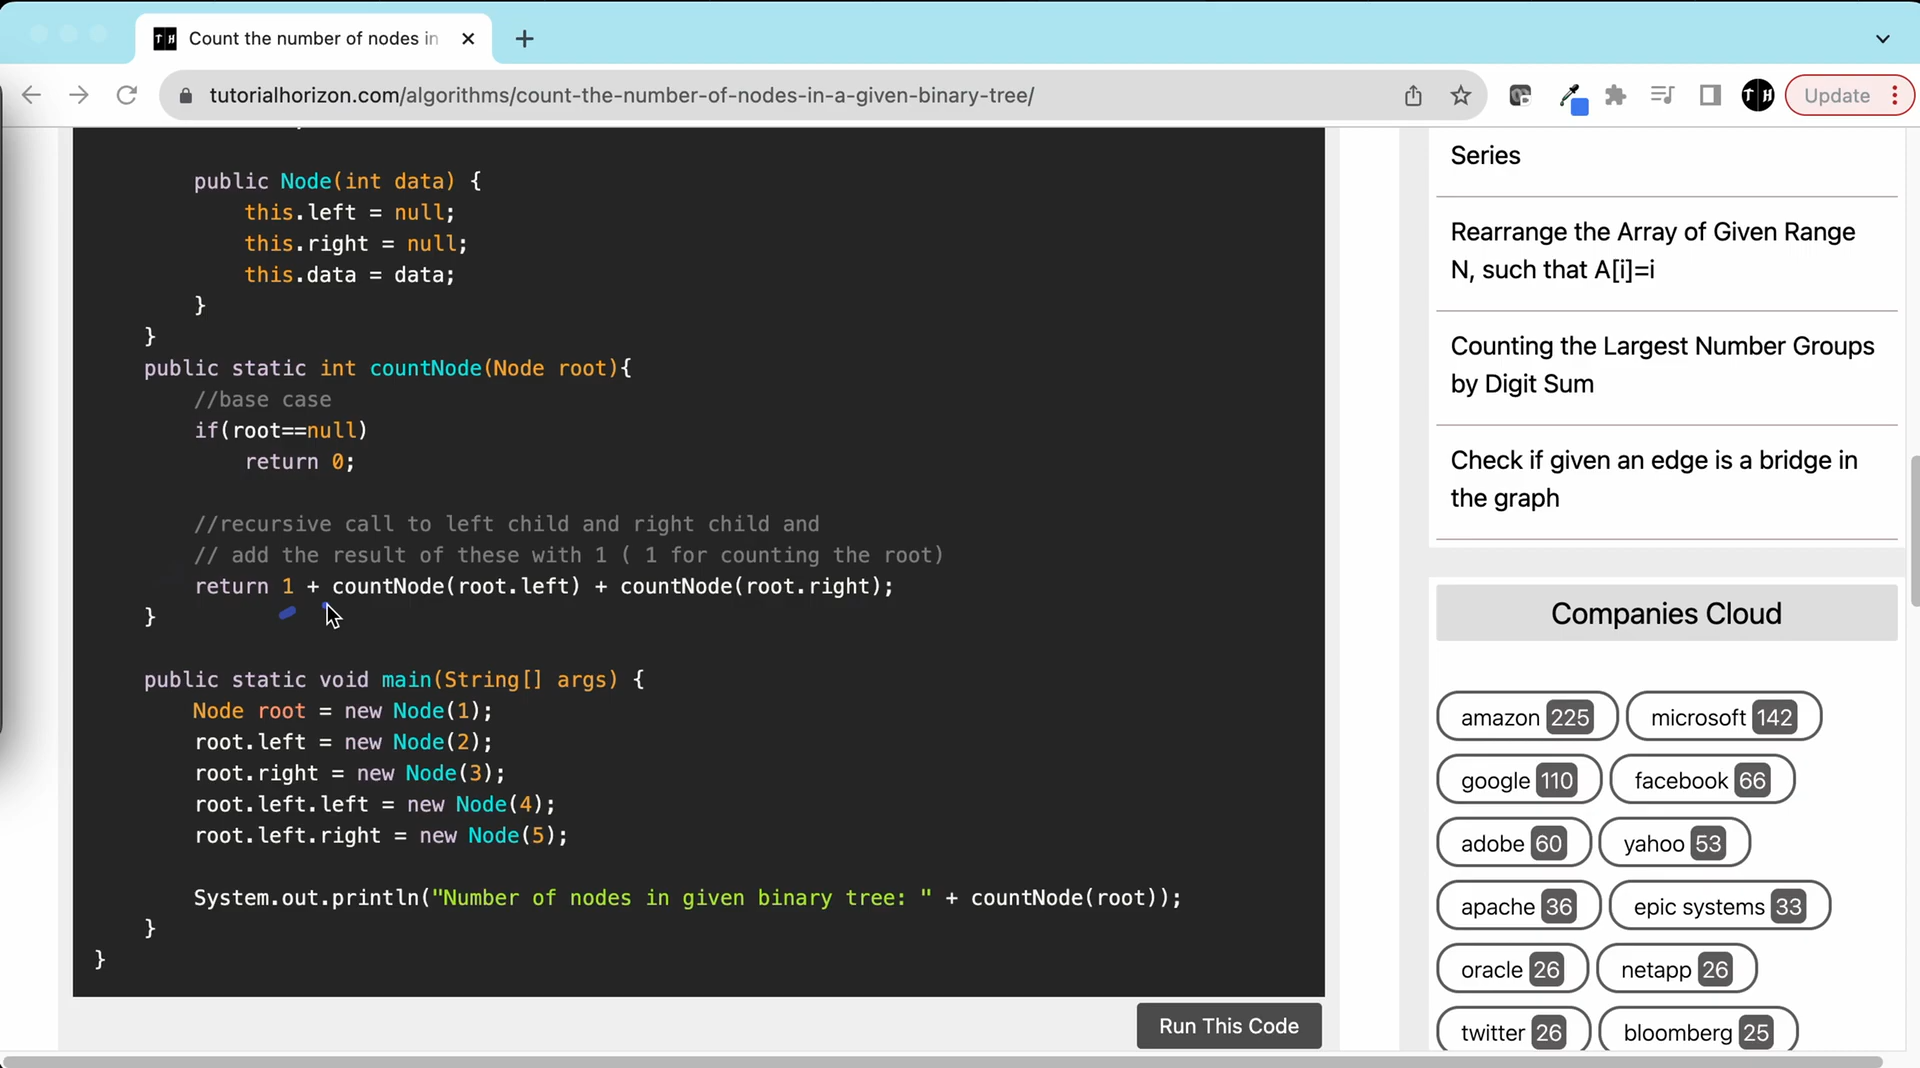 TH Count the number of nodes in
tutorialhorizon.com/algorithms/count-the-number-of-nodes-in-a-given-binary-tree/
TH
Update
public Node(int data) {
this.left = null;
this.right = null;
this.data = data;
}
}
public static int countNode(Node root){
//base case
if(root==null)
return 0;
//recursive call to left child and right child and
// add the result of these with 1 ( 1 for counting the root)
return 1 + countNode(root.left) + countNode(root.right);
}
public static void main(String[] args) {
Node root = new Node(1);
root.left = new Node(2);
root.right = new Node(3);
root.left.left = new Node(4);
root.left.right = new Node(5);
System.out.println("Number of nodes in given binary tree: " + countNode(root));
}
}
Run This Code
Series
Rearrange the Array of Given Range
N, such that A[i]=i
Counting the Largest Number Groups
by Digit Sum
Check if given an edge is a bridge in
the graph
Companies Cloud
amazon 225 microsoft 142
google 110 facebook 66
adobe 60 yahoo 53
apache 36 epic systems 33
oracle 26 netapp 26
twitter 26 bloomberg 25